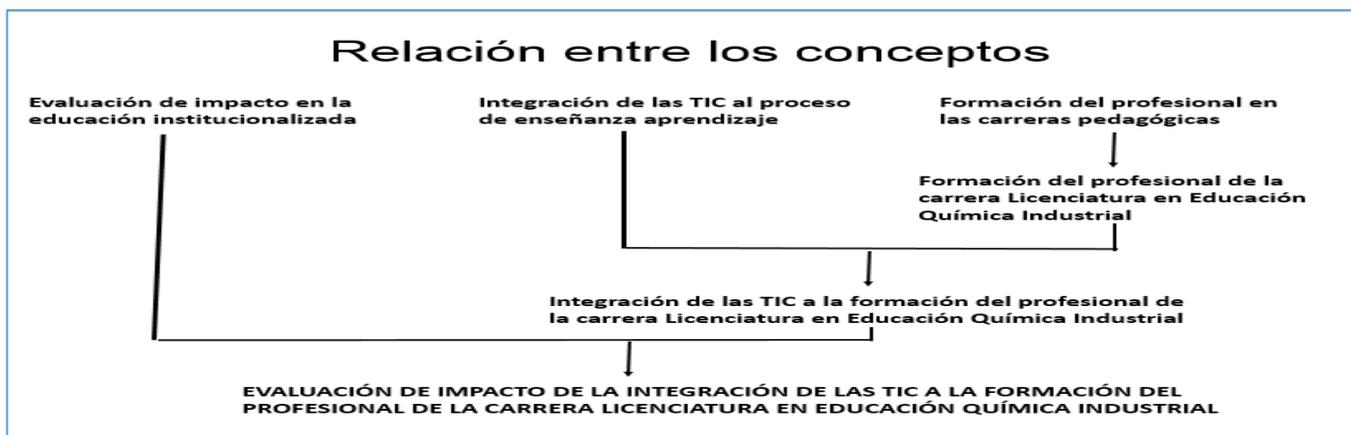 Relación entre los conceptos
Evaluación de impacto en la
educación institucionalizada
Integración de las TIC al proceso
de enseñanza aprendizaje
Formación del profesional en
las carreras pedagógicas
Formación del profesional de la
carrera Licenciatura en Educación
Química Industrial
Integración de las TIC a la formación del profesional de
la carrera Licenciatura en Educación Química Industrial
EVALUACIÓN DE IMPACTO DE LA INTEGRACIÓN DE LAS TIC A LA FORMACIÓN DEL
PROFESIONAL DE LA CARRERA LICENCIATURA EN EDUCACIÓN QUÍMICA INDUSTRIAL